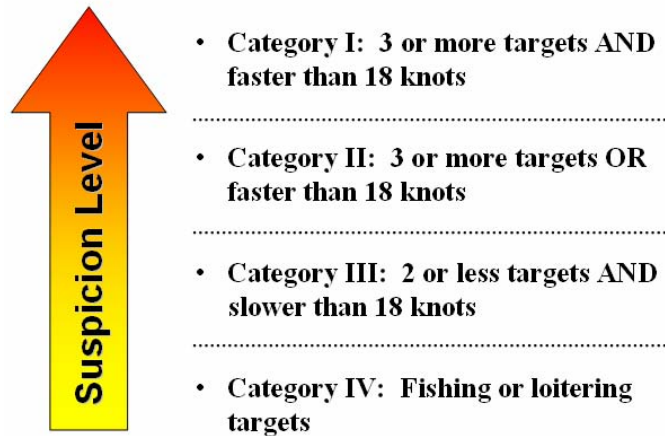 Suspicion Level
• Category I: 3 or more targets AND
faster than 18 knots
• Category II: 3 or more targets OR
faster than 18 knots
• Category III: 2 or less targets AND
slower than 18 knots
• Category IV: Fishing or loitering
targets